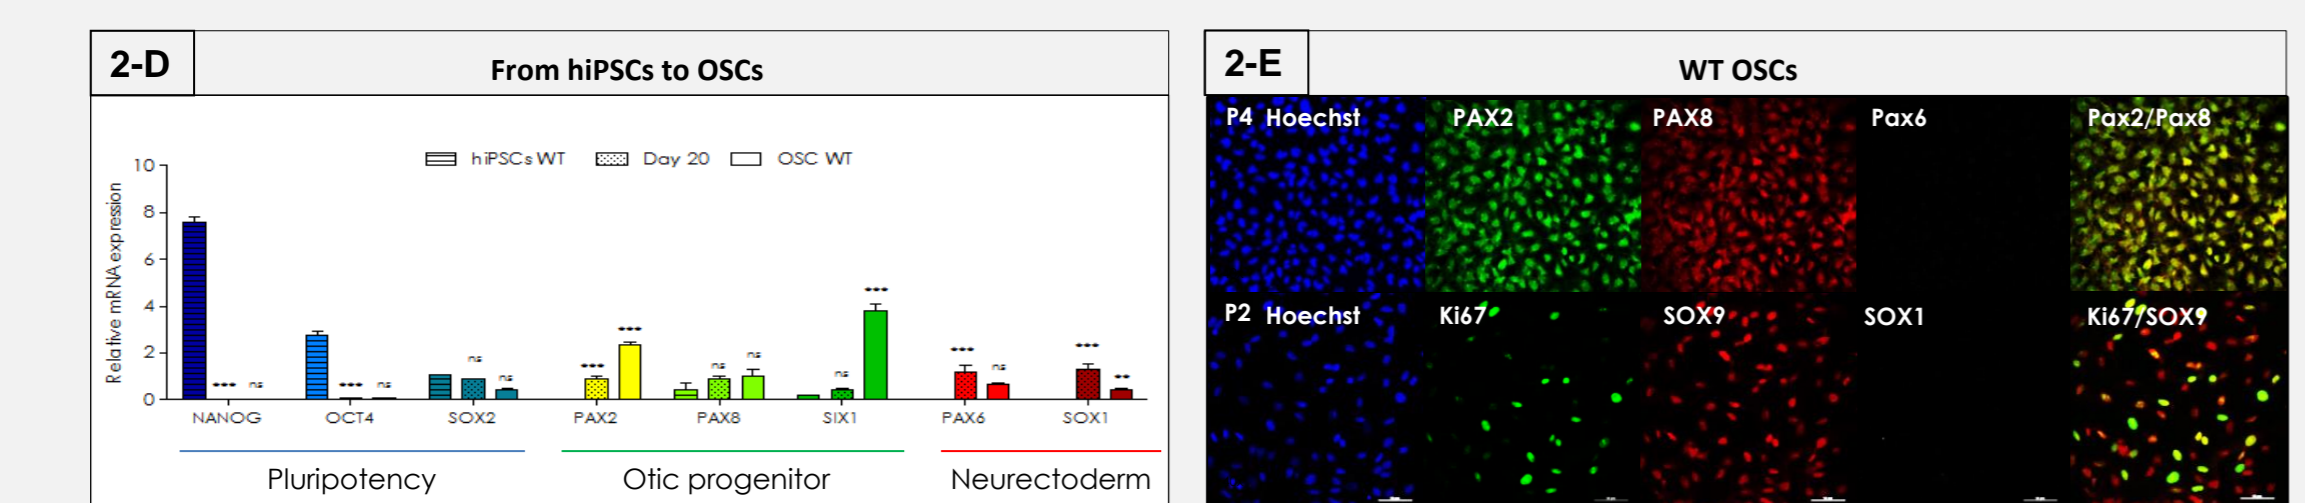 2-D
From hiPSCs to OSCs
hiPSCs WT Day 20 OSC WT
Relative mRNA expression
10
8
6
4
2
0
*** ns
*** ns
ns
ns
***
***
ns
ns
ns
***
***
ns
***
**
NANOG OCT4 SOX2 PAX2 PAX8 SIX1 PAX6 SOX1
Pluripotency Otic progenitor Neurectoderm
2-E
WT OSCs
P4 Hoechst PAX2 PAX8 Pax6 Pax2/Pax8
P2 Hoechst Ki67 SOX9 SOX1 Ki67/SOX9